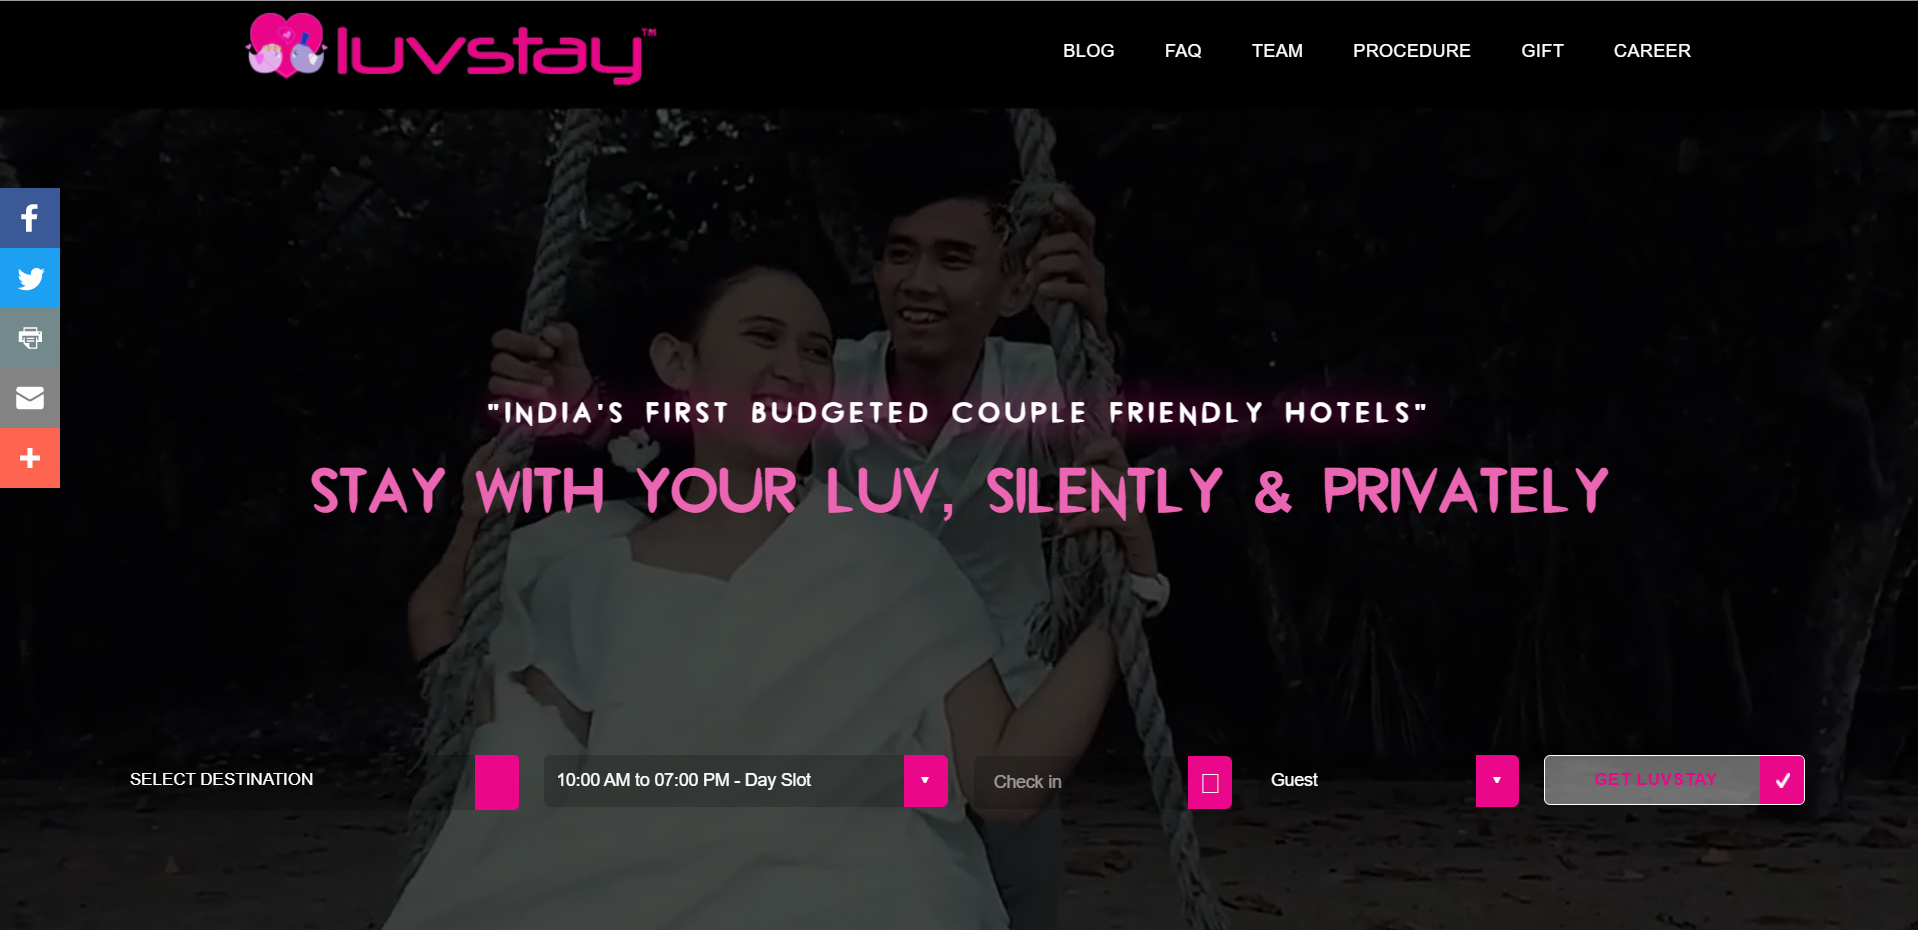 luvstay™
BLOG FAQ TEAM PROCEDURE GIFT CAREER
"INDIA'S FIRST BUDGETED COUPLE FRIENDLY HOTELS"
STAY WITH YOUR LUV, SILENTLY & PRIVATELY
SELECT DESTINATION 10:00 AM to 07:00 PM - Day Slot Check in Guest GET LUVSTAY